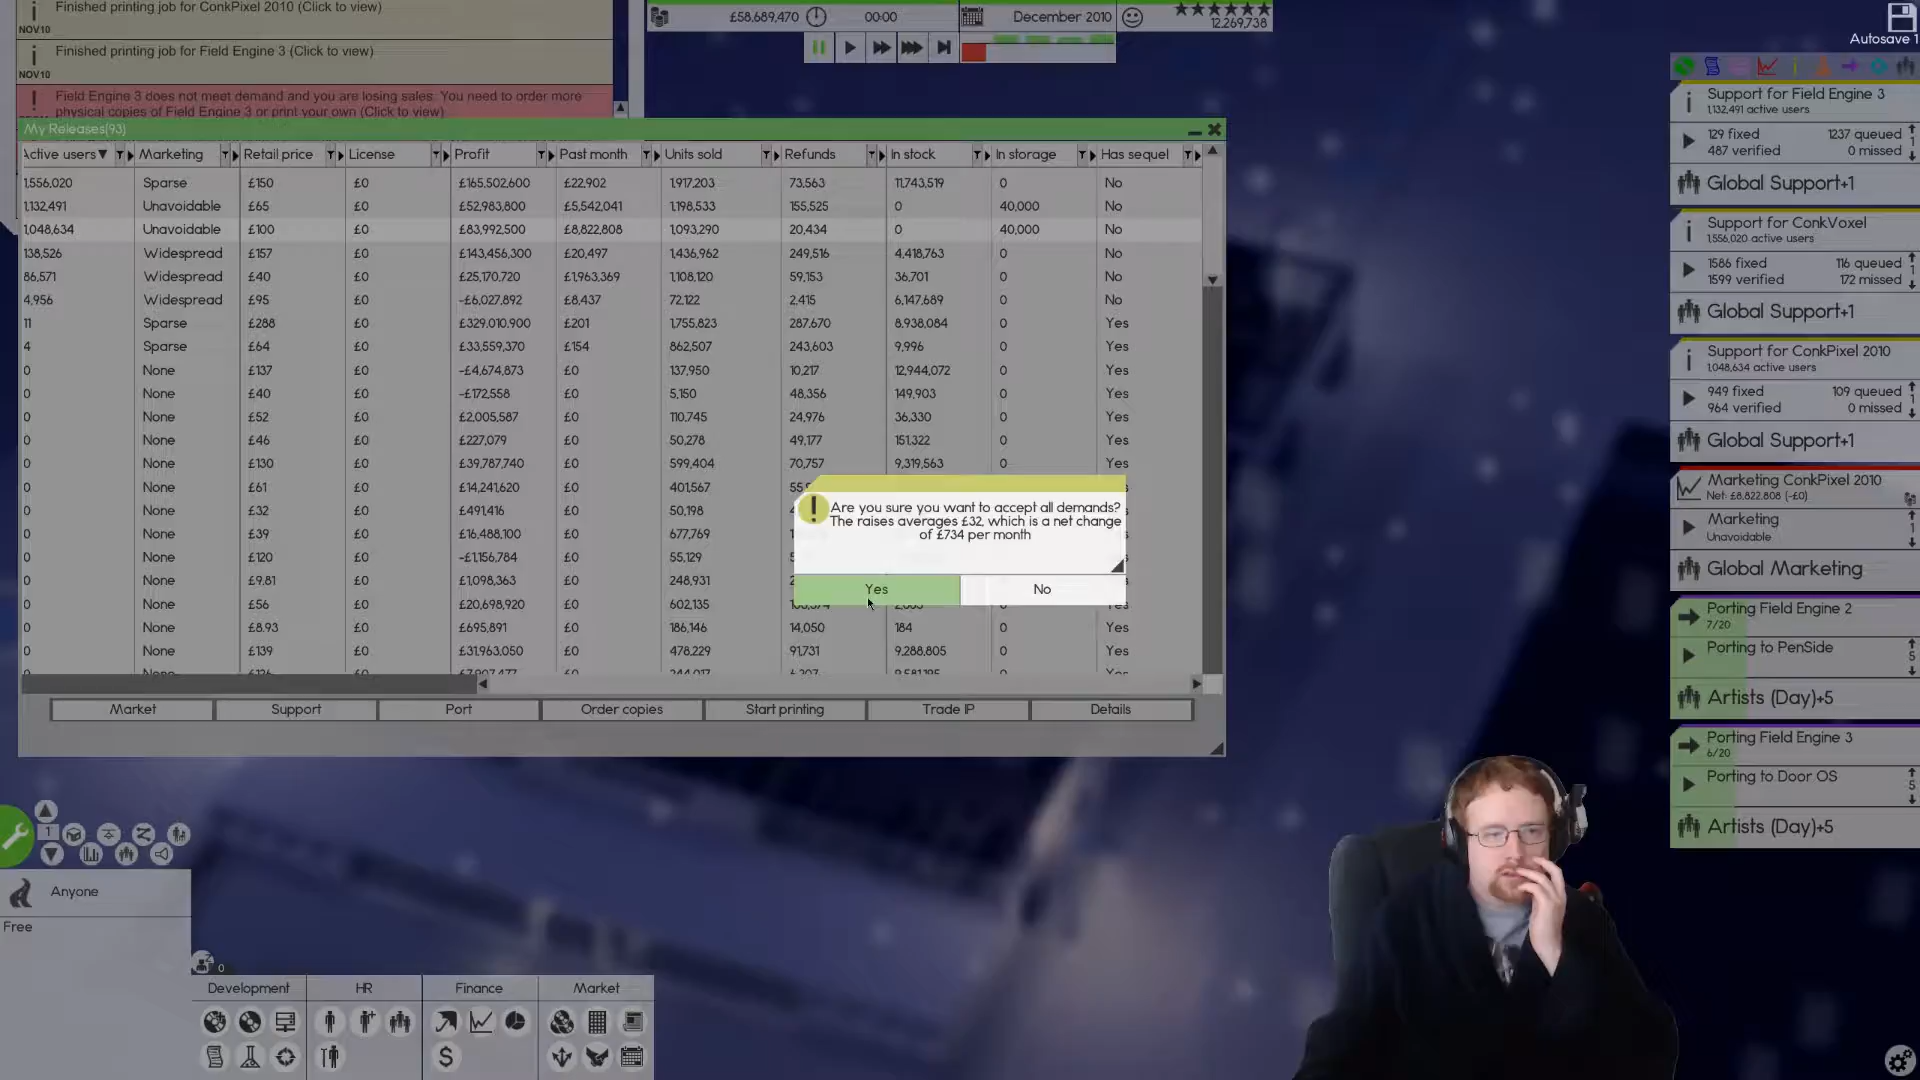 Finished printing job for ConkPixel 2010 (Click to view)
NOV10
Finished printing job for Field Engine 3 (Click to view)
NOV10
Field Engine 3 does not meet demand and you are losing sales. You need to order more
physical copies of Field Engine 3 or print your own (Click to view)
£58,689,470 00:00 December 2010 12,269,738
Autosave 1
My Releases(93)
Active users Marketing Retail price License Profit Past month Units sold Refunds In stock In storage Has sequel
1,556,020 Sparse £150 £0 £165,502,600 £22,902 1,917,203 73,563 11,743,519 0 No
1,132,491 Unavoidable £65 £0 £52,983,800 £5,542,041 1,198,533 155,525 0 40,000 No
1,048,634 Unavoidable £100 £0 £83,992,500 £8,822,808 1,093,290 20,434 0 40,000 No
138,526 Widespread £157 £0 £143,456,300 £20,497 1,436,962 249,516 4,418,763 0 No
86,571 Widespread £40 £0 £25,170,720 £1,963,369 1,108,120 59,153 36,701 0 No
4,956 Widespread £95 £0 -£6,027,892 £8,437 72,122 2,415 6,147,689 0 No
11 Sparse £288 £0 £329,010,900 £201 1,755,823 287,670 8,938,084 0 Yes
4 Sparse £64 £0 £33,559,370 £154 862,507 243,603 9,996 0 Yes
0 None £137 £0 -£4,674,873 £0 137,950 10,217 12,944,072 0 Yes
0 None £40 £0 -£172,558 £0 5,150 48,356 149,903 0 Yes
0 None £52 £0 £2,005,587 £0 110,745 24,976 36,330 0 Yes
0 None £46 £0 £227,079 £0 50,278 49,177 151,322 0 Yes
0 None £130 £0 £39,787,740 £0 599,404 70,757 9,319,563 0 Yes
0 None £61 £0 £14,241,620 £0 401,567
0 None £32 £0 £491,416 £0 50,198
0 None £39 £0 £16,488,100 £0 677,769
0 None £120 £0 -£1,156,784 £0 55,129
0 None £9.81 £0 £1,098,363 £0 248,931
0 None £56 £0 £20,698,920 £0 602,135 Yes
0 None £8.93 £0 £695,891 £0 186,146 14,050 184 0 Yes
0 None £139 £0 £31,963,050 £0 478,229 91,731 9,288,805 0 Yes
Are you sure you want to accept all demands?
The raises averages £32, which is a net change
of £734 per month
Yes No
Market Support Port Order copies Start printing Trade IP Details
Support for Field Engine 3
1,132,491 active users
129 fixed 1237 queued
487 verified 0 missed
1
Global Support+1
Support for ConkVoxel
1,556,020 active users
1586 fixed 116 queued
1599 verified 172 missed
1
Global Support+1
Support for ConkPixel 2010
1,048,634 active users
949 fixed 109 queued
964 verified 0 missed
1
Global Support+1
Marketing ConkPixel 2010
Net: £8,822,808 (-£0)
Marketing
Unavoidable
1
Global Marketing
Porting Field Engine 2
7/20
Porting to PenSide
5
Artists (Day)+5
Porting Field Engine 3
6/20
Porting to Door OS
5
Artists (Day)+5
1
Anyone
Free
0
Development HR Finance Market